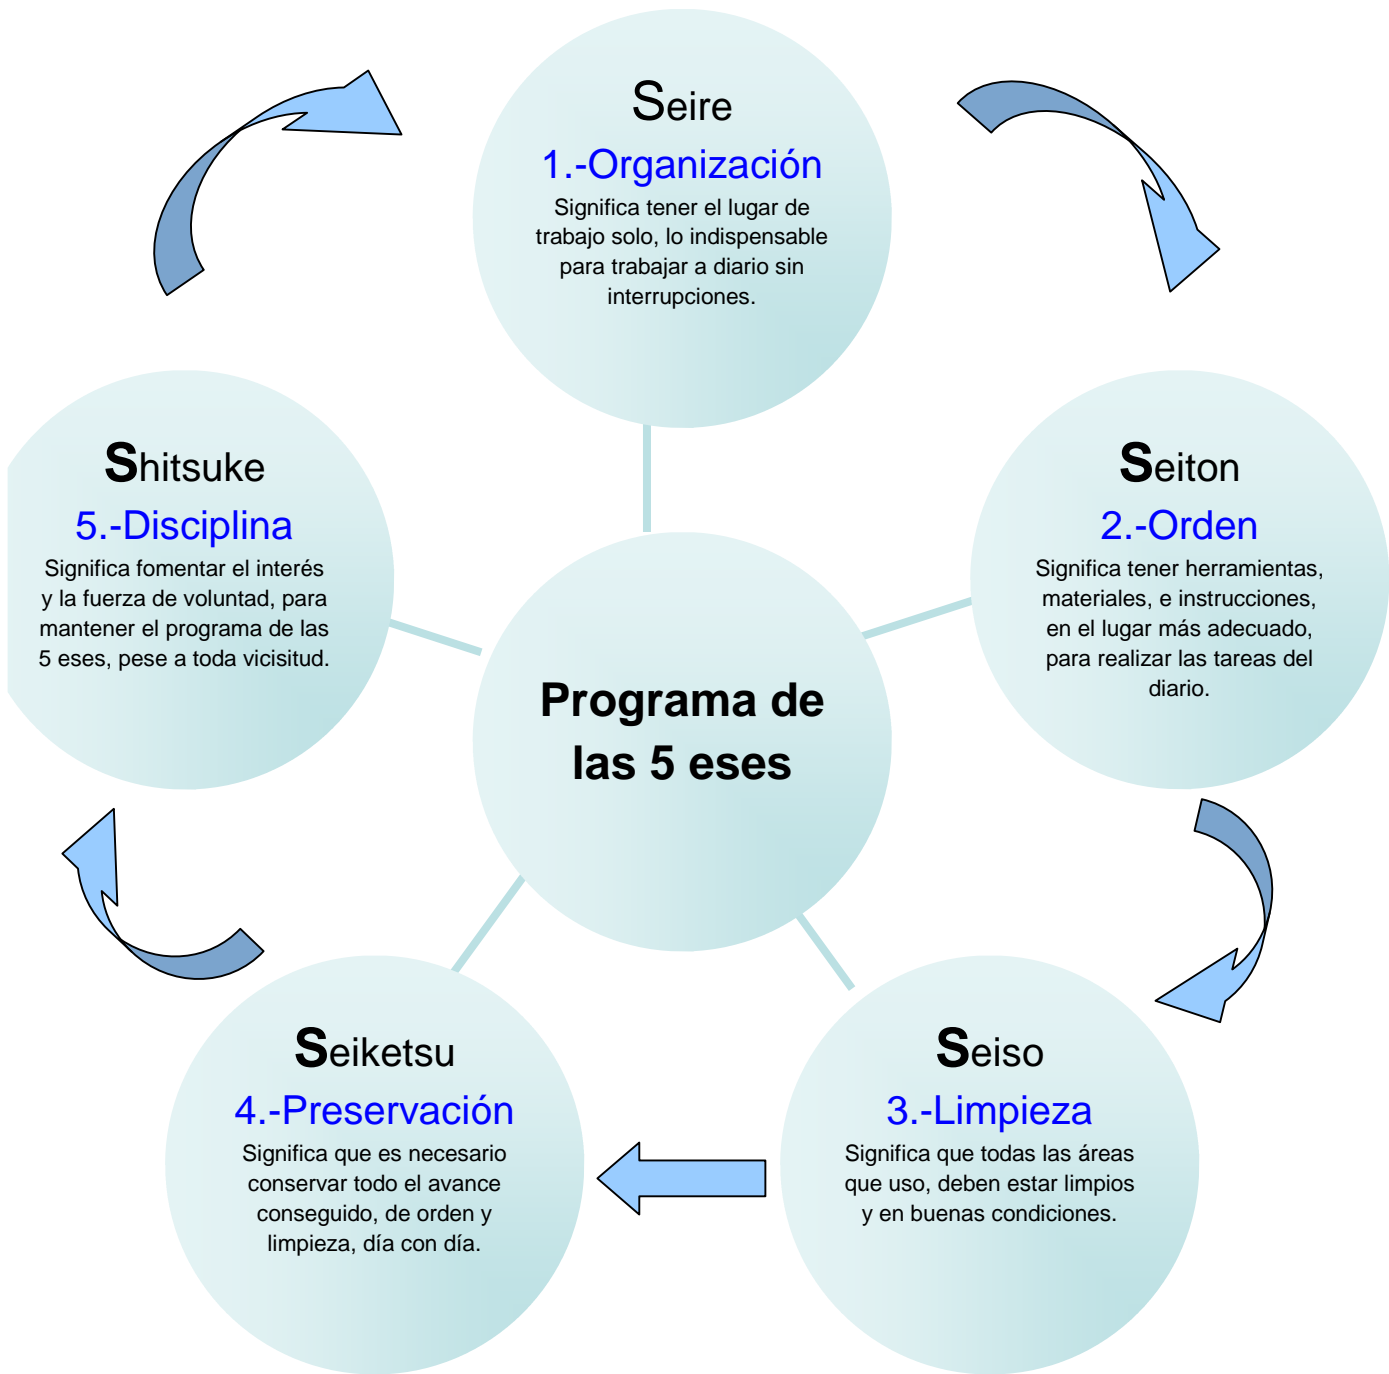 Seire
1.-Organización
Significa tener el lugar de
trabajo solo, lo indispensable
para trabajar a diario sin
interrupciones.
Seiton
2.-Orden
Significa tener herramientas,
materiales, e instrucciones,
en el lugar más adecuado,
para realizar las tareas del
diario.
Seiso
3.-Limpieza
Significa que todas las áreas
que uso, deben estar limpios
y en buenas condiciones.
Seiketsu
4.-Preservación
Significa que es necesario
conservar todo el avance
conseguido, de orden y
limpieza, día con día.
Shitsuke
5.-Disciplina
Significa fomentar el interés
y la fuerza de voluntad, para
mantener el programa de las
5 eses, pese a toda vicisitud.
Programa de
las 5 eses